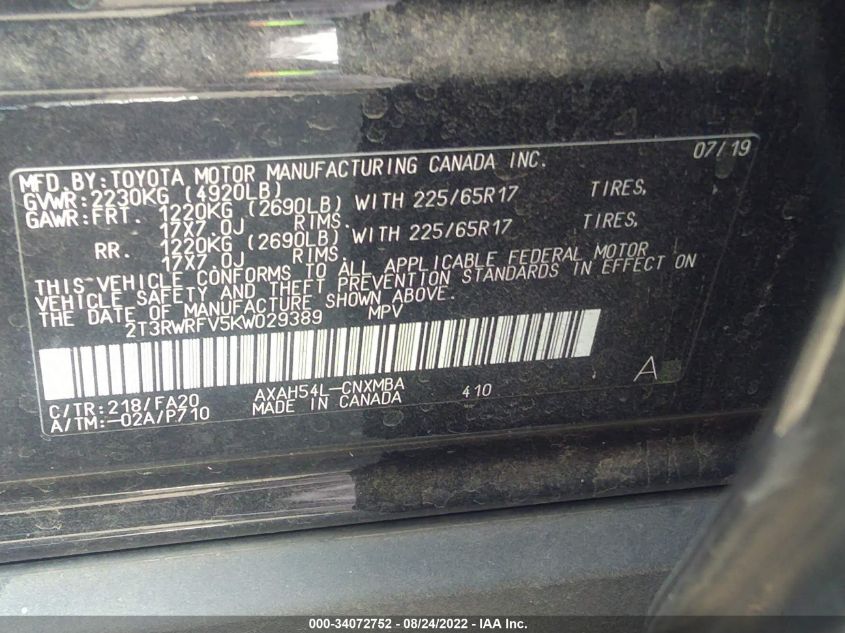 MFD. BY: TOYOTA MOTOR MANUFACTURING CANADA INC. 07/19
GVWR: 2230KG (4920LB)
GAWR: FRT. 1220KG (2690LB) WITH 225/65R17 TIRES,
17X7.0J RIMS.
RR. 1220KG (2690LB) WITH 225/65R17 TIRES,
17X7.0J RIMS.
THIS VEHICLE CONFORMS TO ALL APPLICABLE FEDERAL MOTOR
VEHICLE SAFETY AND THEFT PREVENTION STANDARDS IN EFFECT ON
THE DATE OF MANUFACTURE SHOWN ABOVE.
2T3RWRFV5KW029389 MPV
A
C/TR: 218/FA20 AXAH54L-CNXMBA 410
A/TM: -02A/P710 MADE IN CANADA
000-34072752 - 08/24/2022 - IAA Inc.